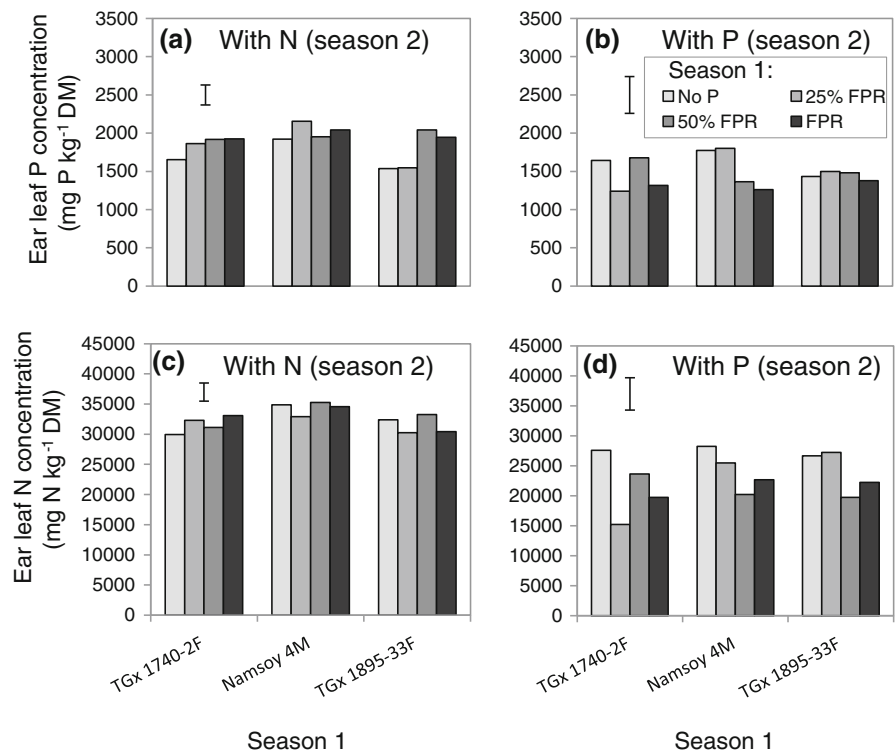 (a) With N (season 2)
3500
3000
2500
2000
1500
1000
500
0
Ear leaf P concentration
(mg P kg⁻¹ DM)
(b) With P (season 2)
3500
3000
2500
2000
1500
1000
500
0
Season 1:
No P
25% FPR
50% FPR
FPR
(c) With N (season 2)
45000
40000
35000
30000
25000
20000
15000
10000
5000
0
Ear leaf N concentration
(mg N kg⁻¹ DM)
TGx 1740-2F
Namsoy 4M
TGx 1895-33F
Season 1
(d) With P (season 2)
45000
40000
35000
30000
25000
20000
15000
10000
5000
0
TGx 1740-2F
Namsoy 4M
TGx 1895-33F
Season 1